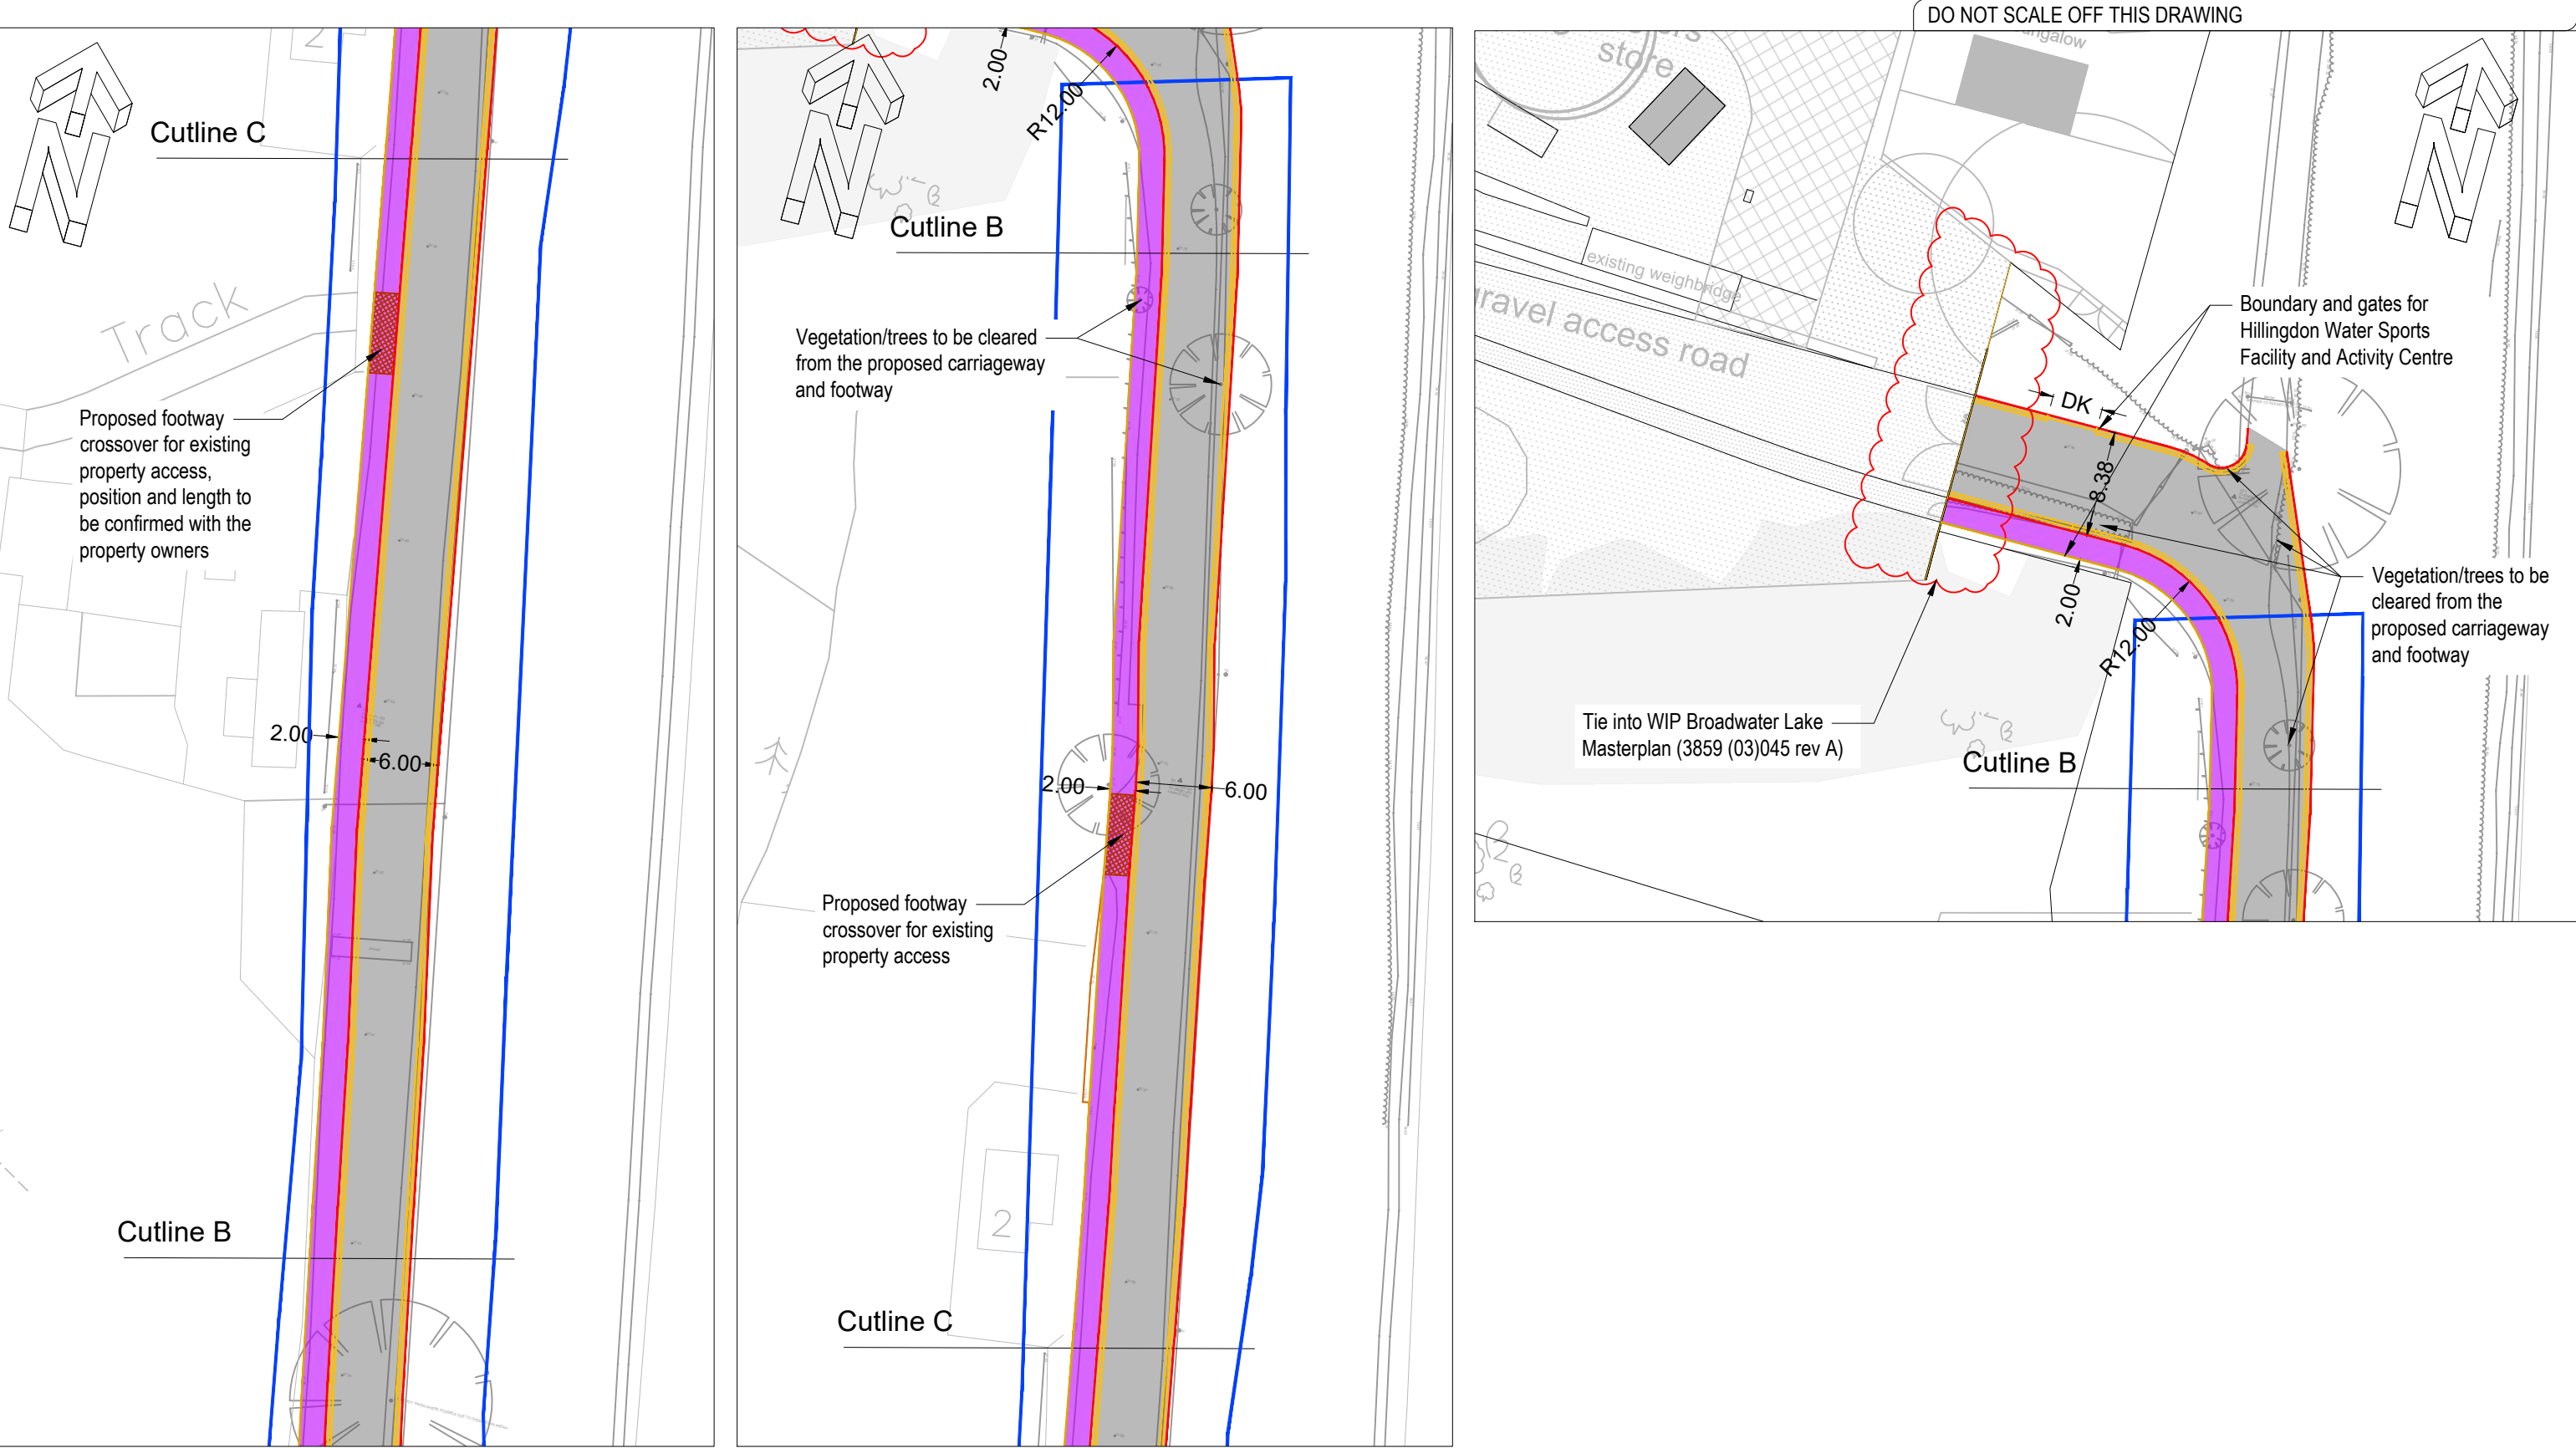 DO NOT SCALE OFF THIS DRAWING
2
N
Cutline C
Track
Proposed footway
crossover for existing
property access,
position and length to
be confirmed with the
property owners
2.00
6.00
Cutline B
2.00
R12.00
N
Cutline B
Vegetation/trees to be cleared
from the proposed carriageway
and footway
2.00
6.00
Proposed footway
crossover for existing
property access
2
Cutline C
store
N
existing weighbridge
access road
DK
8.38
2.00
R12.00
Boundary and gates for
Hillingdon Water Sports
Facility and Activity Centre
Vegetation/trees to be
cleared from the
proposed carriageway
and footway
Tie into WIP Broadwater Lake
Masterplan (3859 (03)045 rev A)
Cutline B